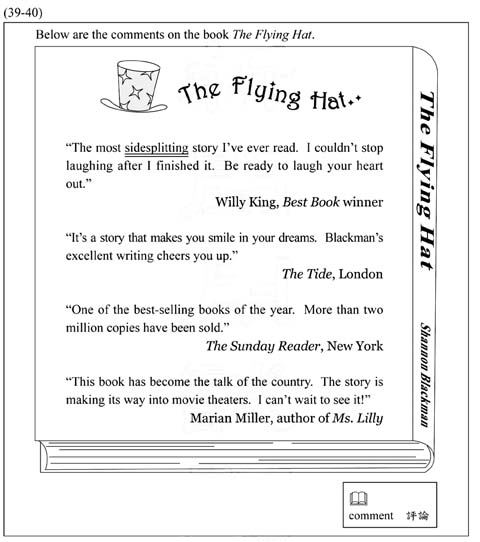 (39-40)
Below are the comments on the book The Flying Hat.
The Flying Hat
“The most sidesplitting story I’ve ever read. I couldn’t stop
laughing after I finished it. Be ready to laugh your heart
out.”
Willy King, Best Book winner
“It’s a story that makes you smile in your dreams. Blackman’s
excellent writing cheers you up.”
The Tide, London
“One of the best-selling books of the year. More than two
million copies have been sold.”
The Sunday Reader, New York
“This book has become the talk of the country. The story is
making its way into movie theaters. I can’t wait to see it!”
Marian Miller, author of Ms. Lilly
The Flying Hat
Shannon Blackman
comment 評論